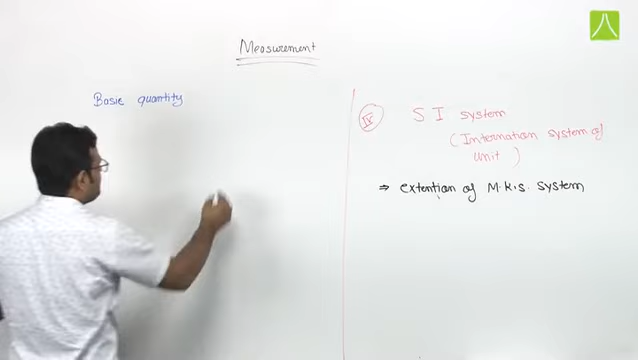 Measurement
Basic quantity
IV
S I system
(Internation system of
unit )
⇒ extention of M.K.S. system